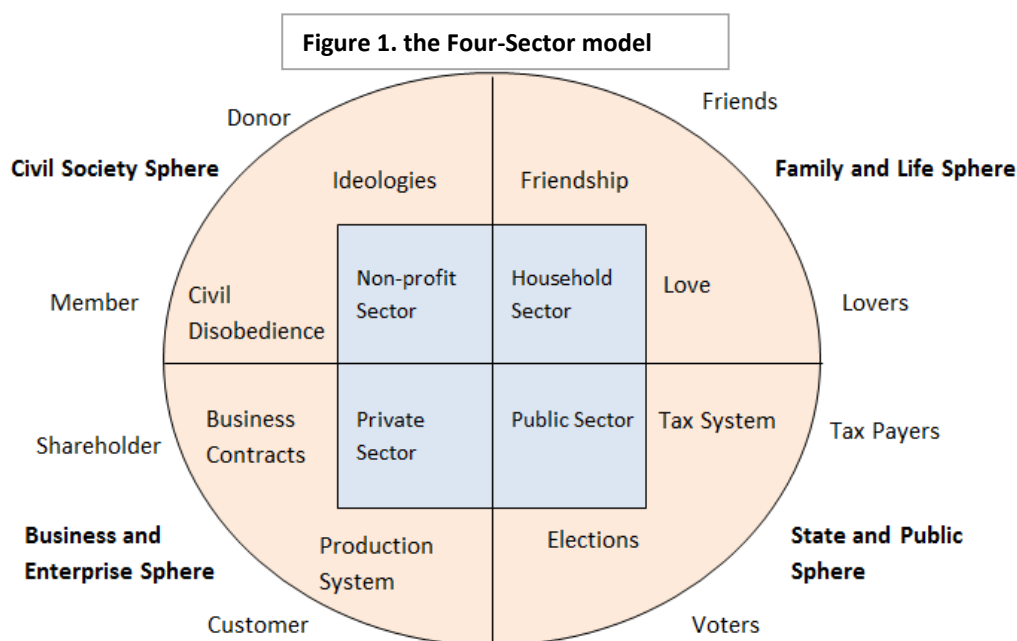 Figure 1. the Four-Sector model
Donor
Friends
Civil Society Sphere
Family and Life Sphere
Ideologies
Friendship
Non-profit
Sector
Household
Sector
Member
Civil
Disobedience
Love
Lovers
Shareholder
Business
Contracts
Private
Sector
Public Sector
Tax System
Tax Payers
Business and
Enterprise Sphere
Production
System
Elections
State and Public
Sphere
Customer
Voters